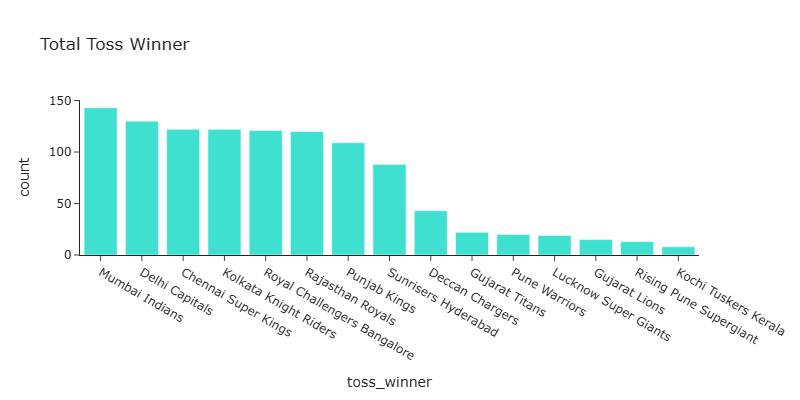 Total Toss Winner
150
100
50
0
count
Mumbai Indians
Delhi Capitals
Chennai Super Kings
Kolkata Knight Riders
Royal Challengers Bangalore
Rajasthan Royals
Punjab Kings
Sunrisers Hyderabad
Deccan Chargers
Gujarat Titans
Pune Warriors
Lucknow Super Giants
Gujarat Lions
Rising Pune Supergiant
Kochi Tuskers Kerala
toss_winner